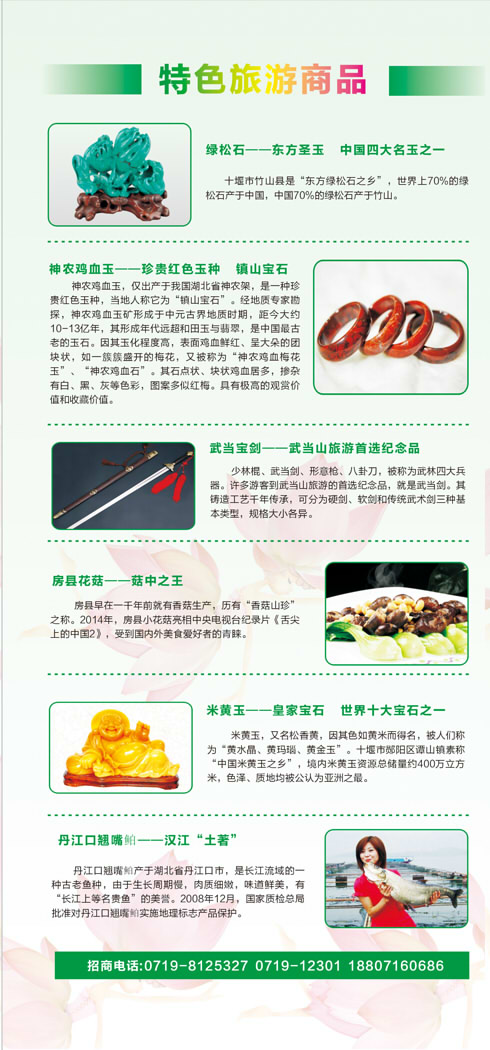 特色旅游商品
绿松石——东方圣玉 中国四大名玉之一
十堰市竹山县是“东方绿松石之乡”，世界上70%的绿
松石产于中国，中国70%的绿松石产于竹山。
神农鸡血玉——珍贵红色玉种 镇山宝石
神农鸡血玉，仅出产于我国湖北省神农架，是一种珍
贵红色玉种，当地人称它为“镇山宝石”。经地质专家勘
探，神农鸡血玉矿形成于中元古界地质时期，距今大约
10-13亿年，其形成年代远超和田玉与翡翠，是中国最古
老的玉石。因其玉化程度高，表面鸡血鲜红、呈大朵的团
块状，如一簇簇盛开的梅花，又被称为“神农鸡血梅花
玉”、“神农鸡血石”。其石点状、块状鸡血居多，掺杂
有白、黑、灰等色彩，图案多似红梅。具有极高的观赏价
值和收藏价值。
武当宝剑——武当山旅游首选纪念品
少林棍、武当剑、形意枪、八卦刀，被称为武林四大兵
器。许多游客到武当山旅游的首选纪念品，就是武当剑。其
铸造工艺千年传承，可分为硬剑、软剑和传统武术剑三种基
本类型，规格大小各异。
房县花菇——菇中之王
房县早在一千年前就有香菇生产，历有“香菇山珍”
之称。2014年，房县小花菇亮相中央电视台纪录片《舌尖
上的中国2》，受到国内外美食爱好者的青睐。
米黄玉——皇家宝石 世界十大宝石之一
米黄玉，又名松香黄，因其色如黄米而得名，被人们称
为“黄水晶、黄玛瑙、黄金玉”。十堰市郧阳区谭山镇素称
“中国米黄玉之乡”，境内米黄玉资源总储量约400万立方
米，色泽、质地均被公认为亚洲之最。
丹江口翘嘴鲌——汉江“土著”
丹江口翘嘴鲌产于湖北省丹江口市，是长江流域的一
种古老鱼种，由于生长周期慢，肉质细嫩，味道鲜美，有
“长江上等名贵鱼”的美誉。2008年12月，国家质检总局
批准对丹江口翘嘴鲌实施地理标志产品保护。
招商电话:0719-8125327 0719-12301 18807160686